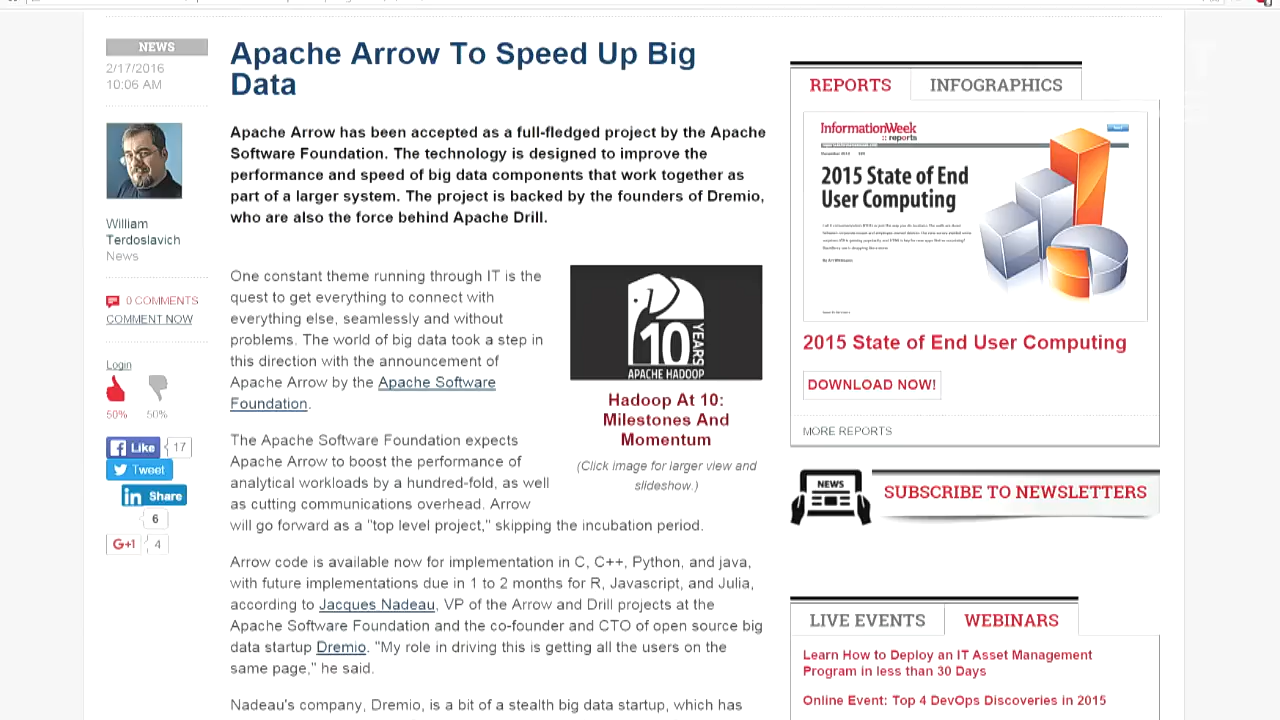 NEWS
2/17/2016
10:06 AM
William
Terdoslavich
News
0 COMMENTS
COMMENT NOW
Login
50% 50%
Like 17
Tweet
in Share
6
G+1 4
Apache Arrow To Speed Up Big
Data
Apache Arrow has been accepted as a full-fledged project by the Apache
Software Foundation. The technology is designed to improve the
performance and speed of big data components that work together as
part of a larger system. The project is backed by the founders of Dremio,
who are also the force behind Apache Drill.
One constant theme running through IT is the
quest to get everything to connect with
everything else, seamlessly and without
problems. The world of big data took a step in
this direction with the announcement of
Apache Arrow by the Apache Software
Foundation.
10 YEARS
APACHE HADOOP
Hadoop At 10:
Milestones And
Momentum
(Click image for larger view and
slideshow.)
The Apache Software Foundation expects
Apache Arrow to boost the performance of
analytical workloads by a hundred-fold, as well
as cutting communications overhead. Arrow
will go forward as a "top level project," skipping the incubation period.
Arrow code is available now for implementation in C, C++, Python, and java,
with future implementations due in 1 to 2 months for R, Javascript, and Julia,
according to Jacques Nadeau, VP of the Arrow and Drill projects at the
Apache Software Foundation and the co-founder and CTO of open source big
data startup Dremio. "My role in driving this is getting all the users on the
same page," he said.
Nadeau's company, Dremio, is a bit of a stealth big data startup, which has
REPORTS INFOGRAPHICS
InformationWeek
:: reports
2015 State of End
User Computing
2015 State of End User Computing
DOWNLOAD NOW!
MORE REPORTS
NEWS
SUBSCRIBE TO NEWSLETTERS
LIVE EVENTS WEBINARS
Learn How to Deploy an IT Asset Management
Program in less than 30 Days
Online Event: Top 4 DevOps Discoveries in 2015